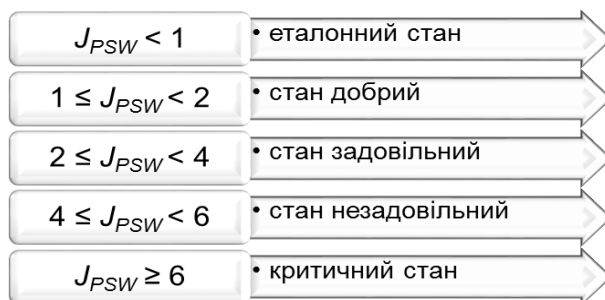 J_PSW < 1 • еталонний стан
1 ≤ J_PSW < 2 • стан добрий
2 ≤ J_PSW < 4 • стан задовільний
4 ≤ J_PSW < 6 • стан незадовільний
J_PSW ≥ 6 • критичний стан